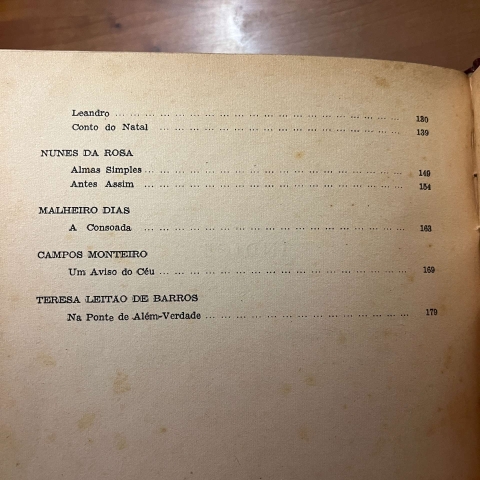 Leandro ... ... ... ... ... ... ... ... ... ... ... ... ... ... ... 130
Conto do Natal ... ... ... ... ... ... ... ... ... ... ... ... ... 139
NUNES DA ROSA
Almas Simples ... ... ... ... ... ... ... ... ... ... ... ... ... 149
Antes Assim ... ... ... ... ... ... ... ... ... ... ... ... ... 154
MALHEIRO DIAS
A Consoada ... ... ... ... ... ... ... ... ... ... ... ... ... 163
CAMPOS MONTEIRO
Um Aviso do Céu ... ... ... ... ... ... ... ... ... ... ... ... 169
TERESA LEITÃO DE BARROS
Na Ponte de Além-Verdade ... ... ... ... ... ... ... ... ... 179